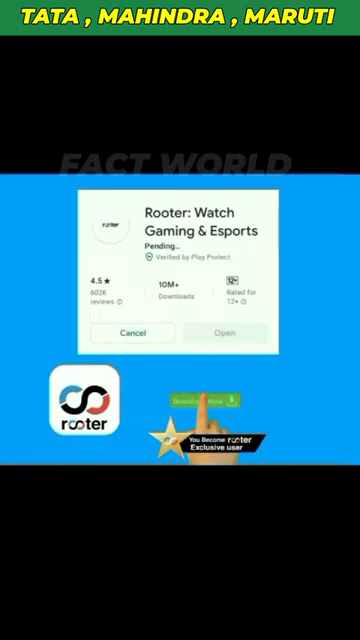 TATA , MAHINDRA , MARUTI
FACT WORLD
rooter
Rooter: Watch
Gaming & Esports
Pending...
Verified by Play Protect
4.5★
602K
reviews
10M+
Downloads
12+
Rated for
12+
Cancel
Open
rooter
Download Now
You Become rooter
Exclusive user